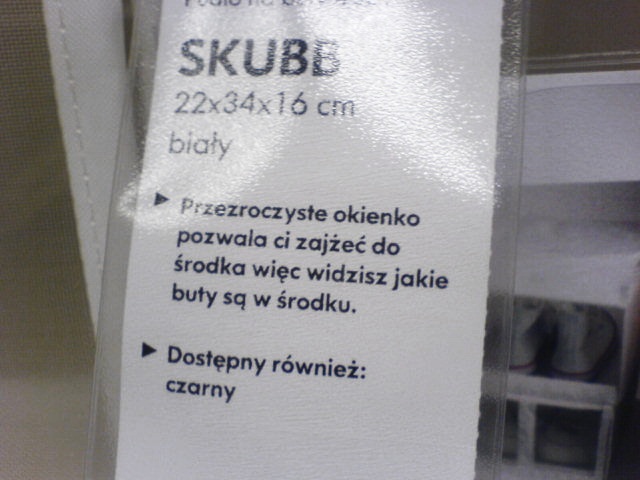 SKUBB
22x34x16 cm
biały
Przezroczyste okienko
pozwala ci zajżeć do
środka więc widzisz jakie
buty są w środku.
Dostępny również:
czarny